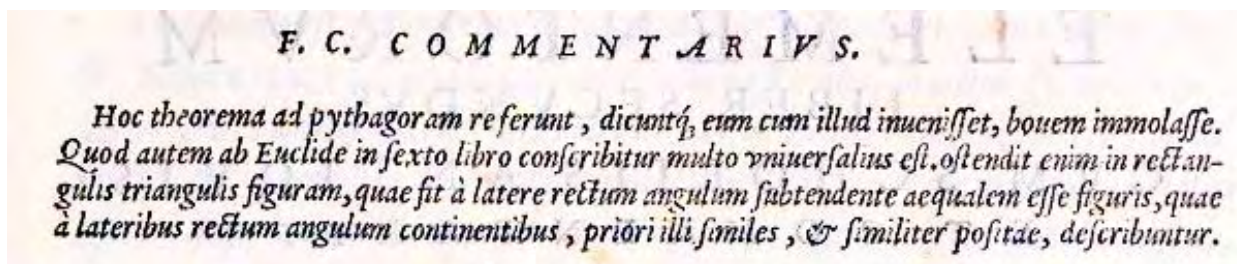 F. C. COMMENTARIVS.
Hoc theorema ad pythagoram referunt, dicuntq́; eum cum illud inueniſſet, bouem immolaſſe.
Quod autem ab Euclide in ſexto libro conſcribitur multo vniuerſalius eſt. oſtendit enim in rectan-
gulis triangulis figuram, quae fit à latere rectum angulum ſubtendente aequalem eſſe figuris, quae
à lateribus rectum angulum continentibus, priori illi ſimiles, & ſimiliter poſitae, deſcribuntur.